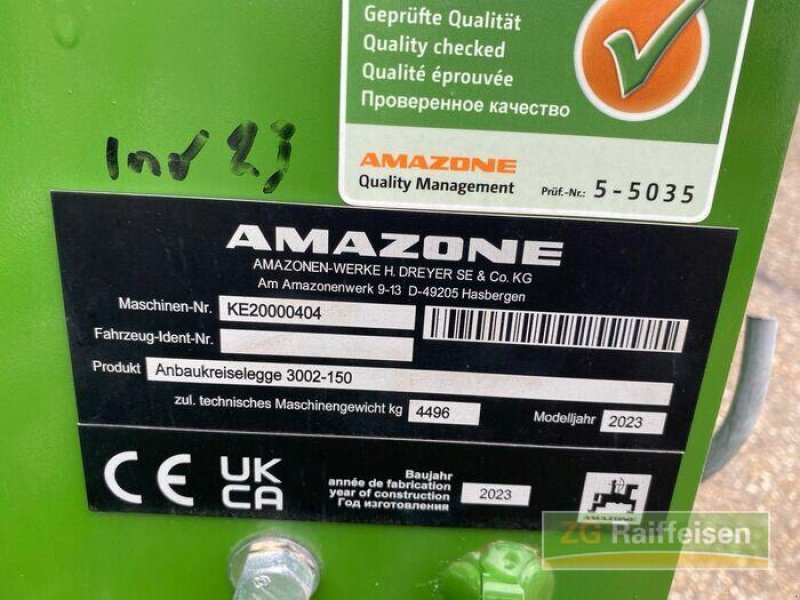 Geprüfte Qualität
Quality checked
Qualité éprouvée
Проверенное качество
AMAZONE
Quality Management Prüf.-Nr.: 5-5035
AMAZONE
AMAZONEN-WERKE H. DREYER SE & Co. KG
Am Amazonenwerk 9-13 D-49205 Hasbergen
Maschinen-Nr. KE20000404
Fahrzeug-Ident-Nr.
Produkt Anbaukreiselegge 3002-150
zul. technisches Maschinengewicht kg 4496 Modelljahr 2023
CE UK
CA
Baujahr
année de fabrication
year of construction 2023
Год изготовления
AMAZONE
ZG Raiffeisen